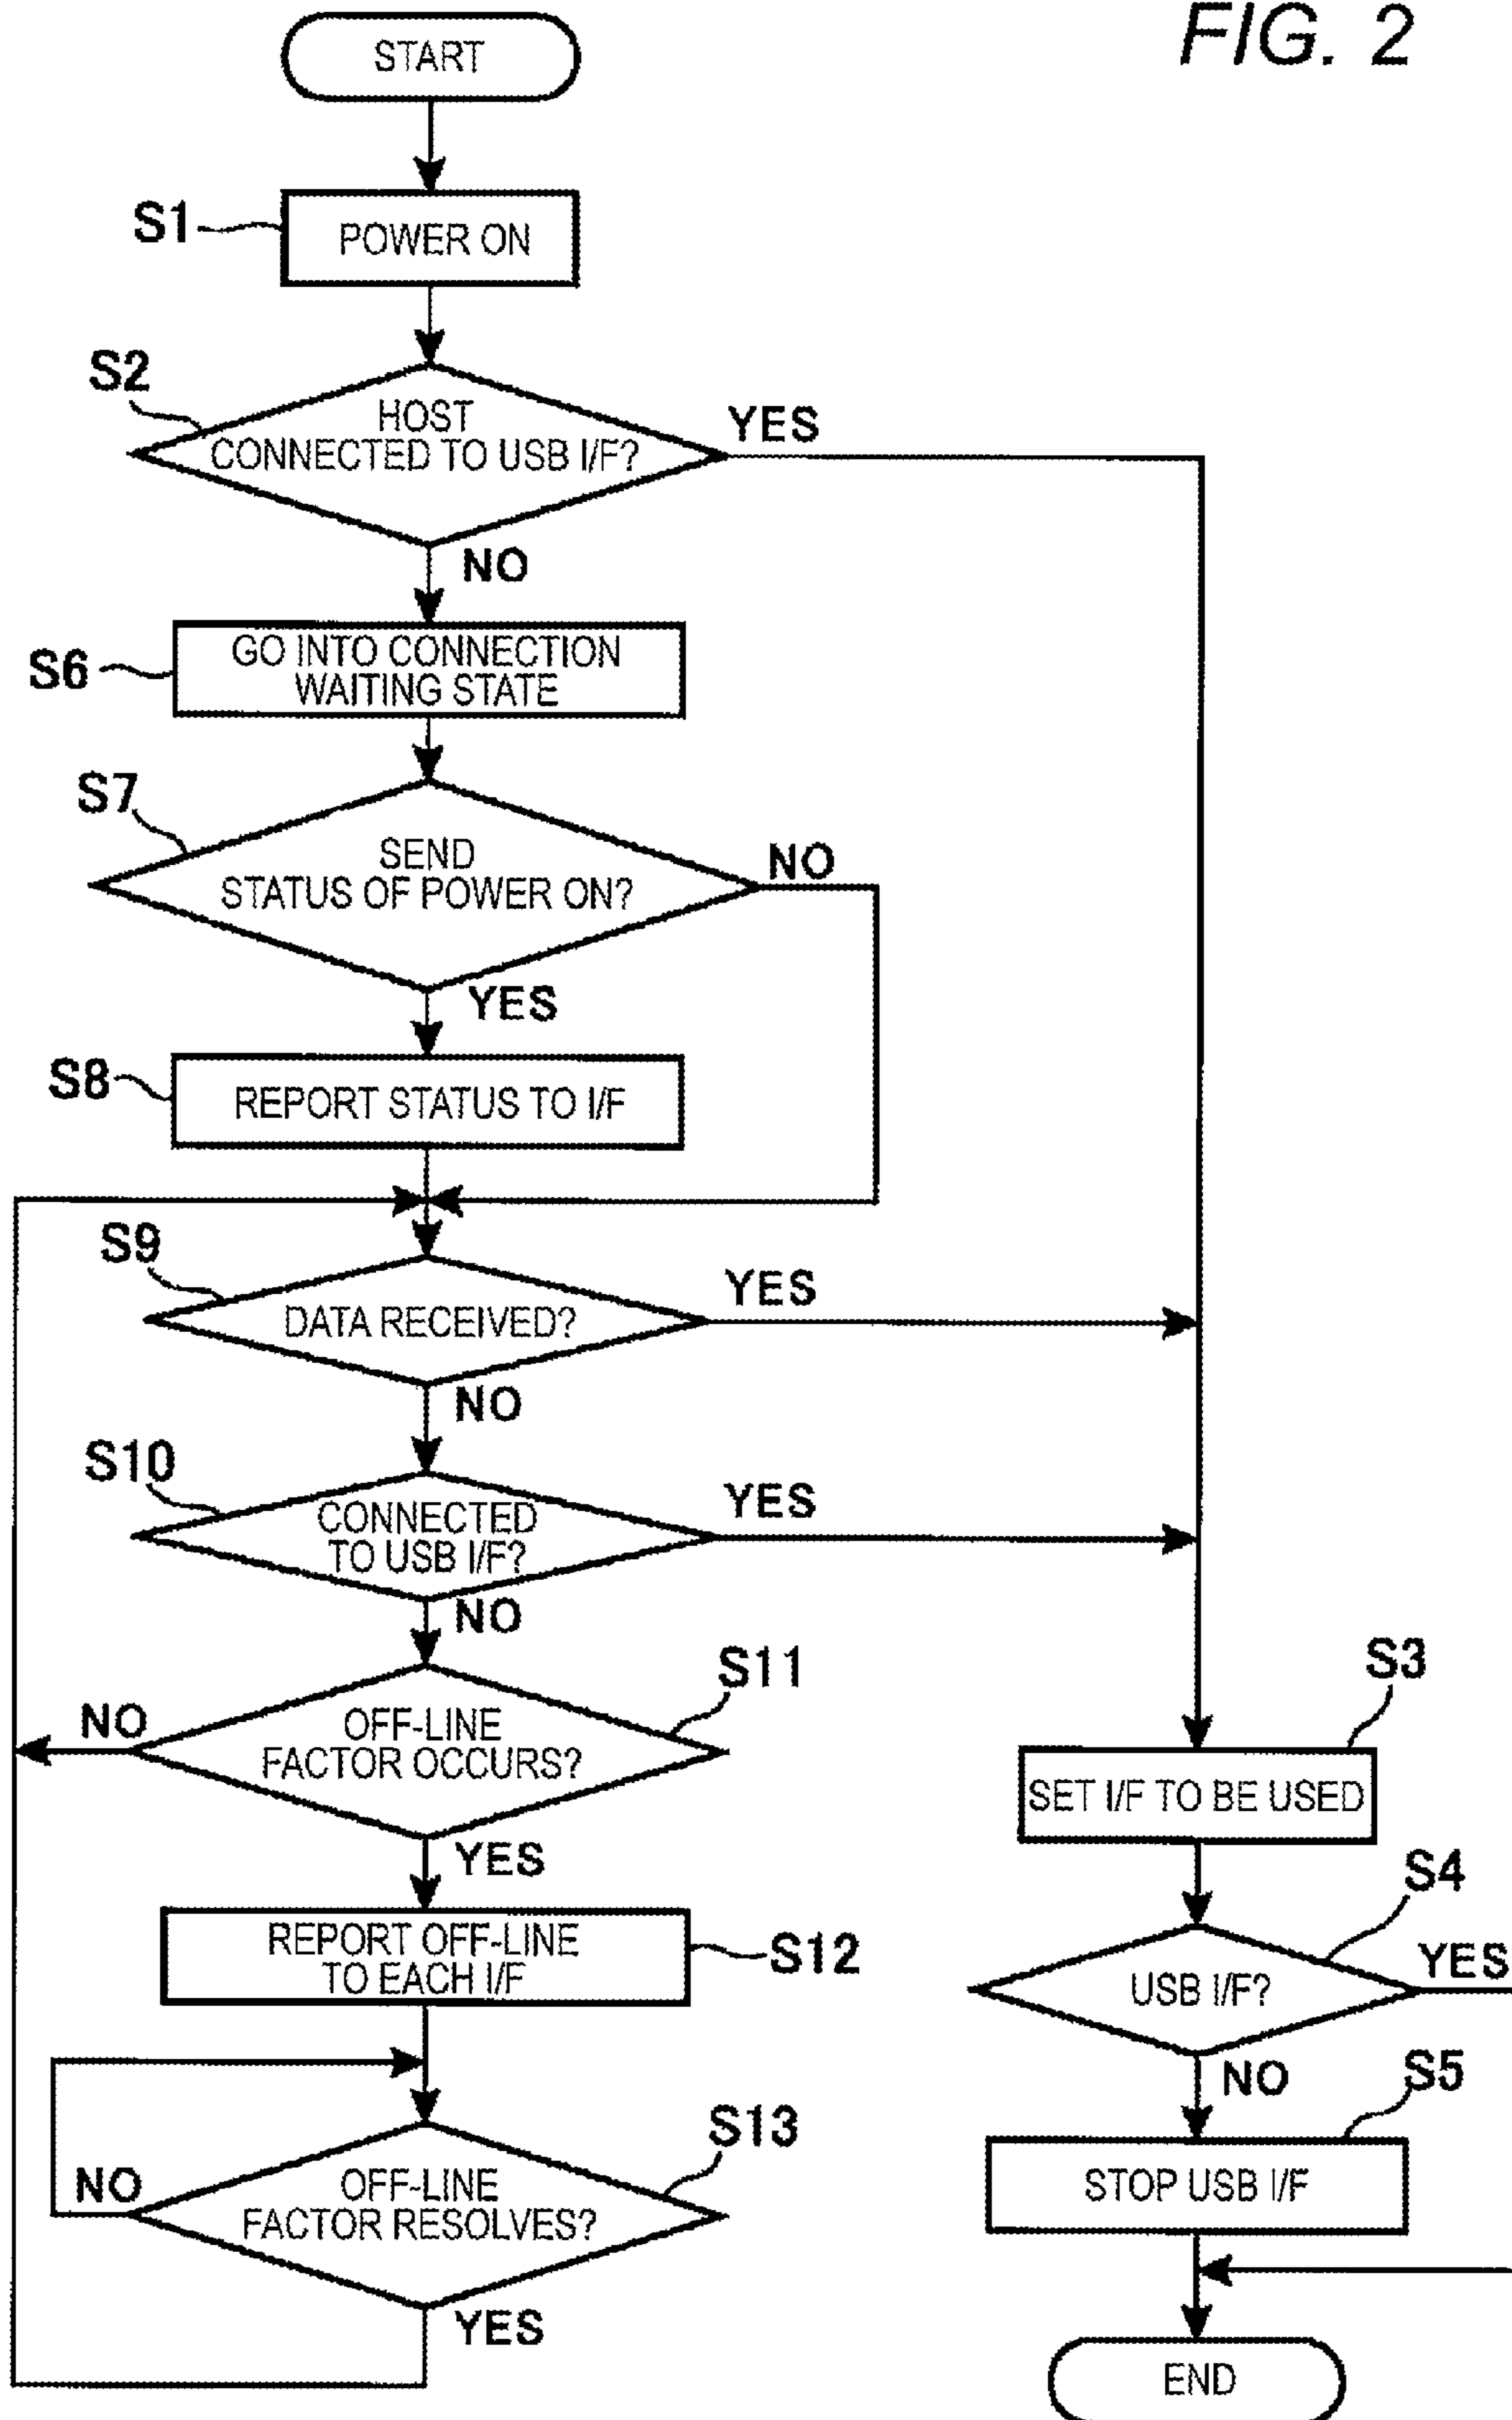 FIG. 2
START
S1
POWER ON
S2
HOST
CONNECTED TO USB I/F?
YES
NO
S6
GO INTO CONNECTION
WAITING STATE
S7
SEND
STATUS OF POWER ON?
NO
YES
S8
REPORT STATUS TO I/F
S9
DATA RECEIVED?
YES
NO
S10
CONNECTED
TO USB I/F?
YES
NO
S11
OFF-LINE
FACTOR OCCURS?
NO
YES
REPORT OFF-LINE
TO EACH I/F
S12
S13
OFF-LINE
FACTOR RESOLVES?
NO
YES
S3
SET I/F TO BE USED
S4
USB I/F?
YES
NO
S5
STOP USB I/F
END